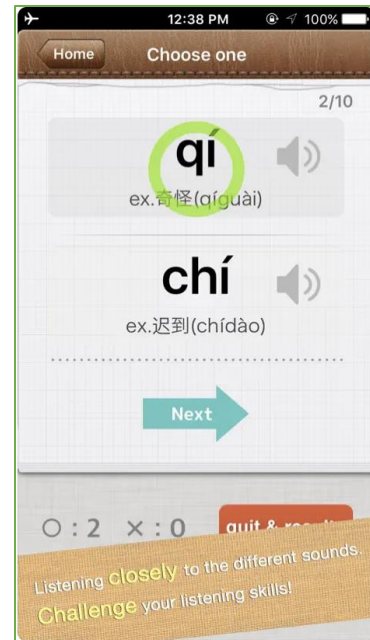 12:38 PM 100%
Home Choose one
2/10
qí
ex.奇怪(qíguài)
chí
ex.迟到(chídào)
Next
○:2 ×:0 quit &
Listening closely to the different sounds.
Challenge your listening skills!